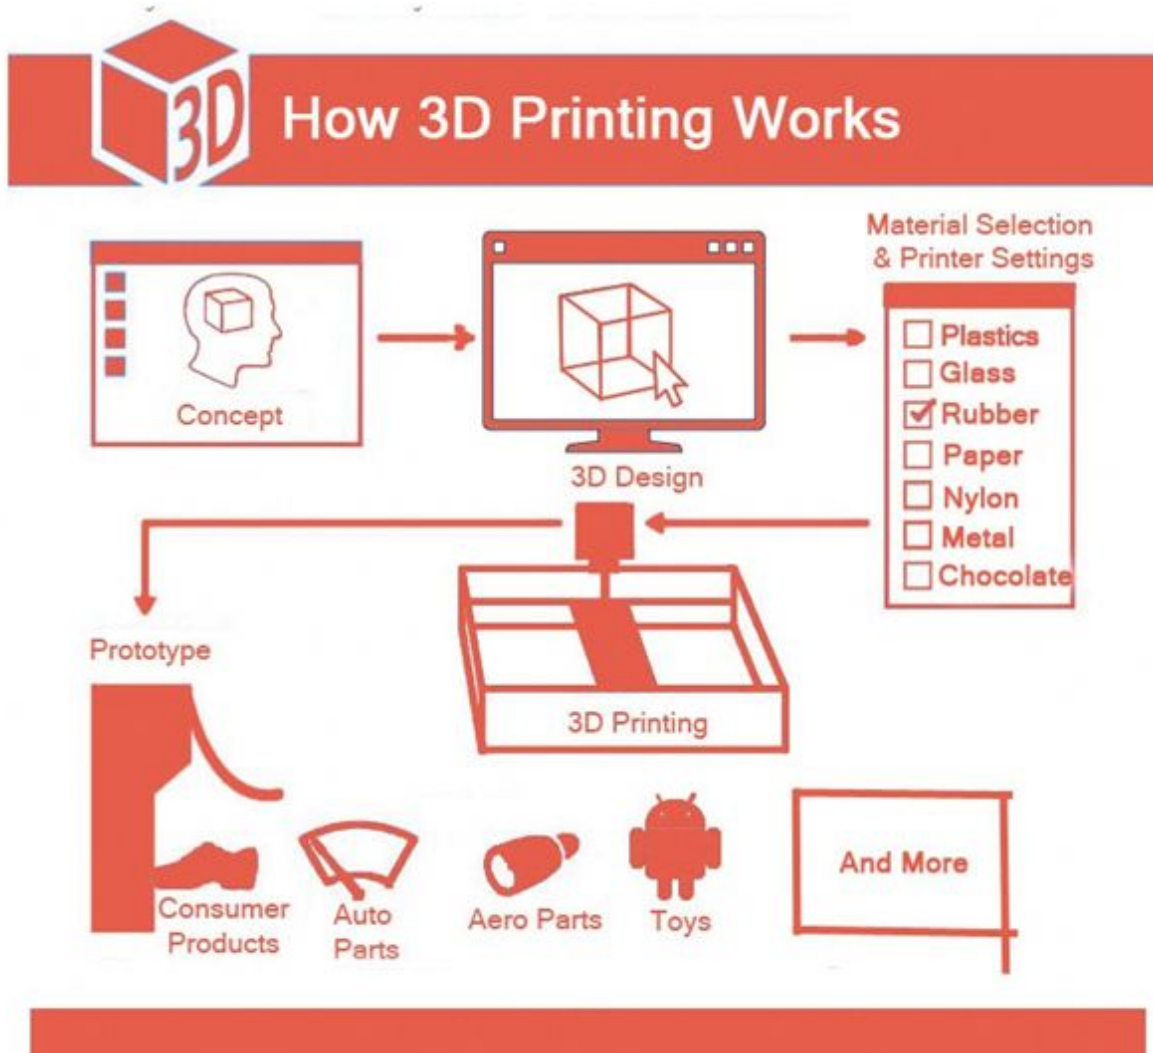 3D
How 3D Printing Works
Concept
3D Design
Material Selection
& Printer Settings
Plastics
Glass
Rubber
Paper
Nylon
Metal
Chocolate
3D Printing
Prototype
Consumer
Products
Auto
Parts
Aero Parts
Toys
And More